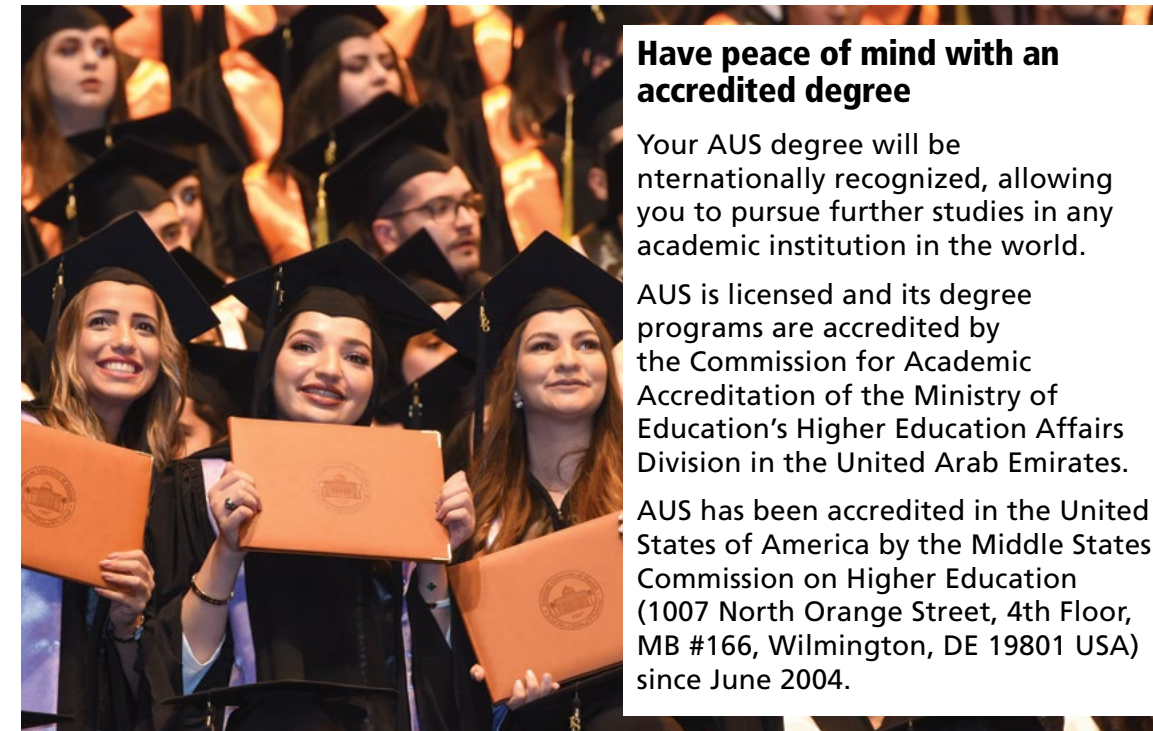 Have peace of mind with an
accredited degree
Your AUS degree will be
nternationally recognized, allowing
you to pursue further studies in any
academic institution in the world.
AUS is licensed and its degree
programs are accredited by
the Commission for Academic
Accreditation of the Ministry of
Education’s Higher Education Affairs
Division in the United Arab Emirates.
AUS has been accredited in the United
States of America by the Middle States
Commission on Higher Education
(1007 North Orange Street, 4th Floor,
MB #166, Wilmington, DE 19801 USA)
since June 2004.